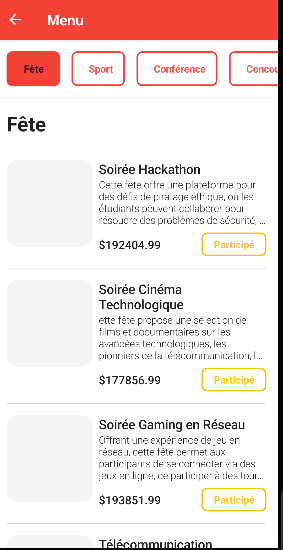 Menu
Fête
Sport
Conférence
Concou
Fête
Soirée Hackathon
Cette fête offre une plateforme pour
des défis de piratage éthique, où les
étudiants peuvent collaborer pour
résoudre des problèmes de sécurité, ...
$192404.99
Participé
Soirée Cinéma
Technologique
ette fête propose une sélection de
films et documentaires sur les
avancées technologiques, les
pionniers de la télécommunication, l...
$177856.99
Participé
Soirée Gaming en Réseau
Offrant une expérience de jeu en
réseau, cette fête permet aux
participants de se connecter via des
jeux en ligne, de participer à des tour...
$193851.99
Participé
Télécommunication